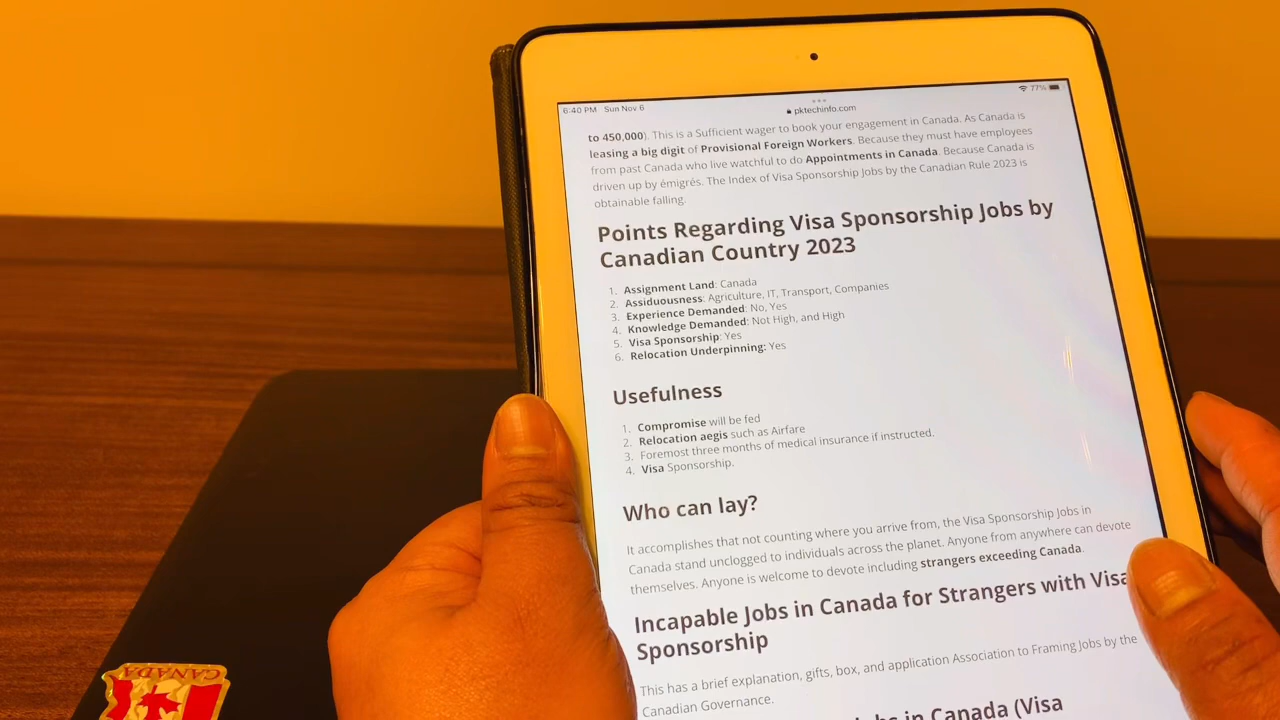 6:40 PM Sun Nov 6
77%
pktechinfo.com
to 450,000). This is a Sufficient wager to book your engagement in Canada. As Canada is
leasing a big digit of Provisional Foreign Workers. Because they must have employees
from past Canada who live watchful to do Appointments in Canada. Because Canada is
driven up by émigrés. The Index of Visa Sponsorship Jobs by the Canadian Rule 2023 is
obtainable falling.
Points Regarding Visa Sponsorship Jobs by
Canadian Country 2023
1. Assignment Land: Canada
2. Assiduousness: Agriculture, IT, Transport, Companies
3. Experience Demanded: No, Yes
4. Knowledge Demanded: Not High, and High
5. Visa Sponsorship: Yes
6. Relocation Underpinning: Yes
Usefulness
1. Compromise will be fed
2. Relocation aegis such as Airfare
3. Foremost three months of medical insurance if instructed.
4. Visa Sponsorship.
Who can lay?
It accomplishes that not counting where you arrive from, the Visa Sponsorship Jobs in
Canada stand unclogged to individuals across the planet. Anyone from anywhere can devote
themselves. Anyone is welcome to devote including strangers exceeding Canada.
Incapable Jobs in Canada for Strangers with Visa
Sponsorship
This has a brief explanation, gifts, box, and application Association to Framing Jobs by the
Canadian Governance.
in Canada (Visa
CANADA